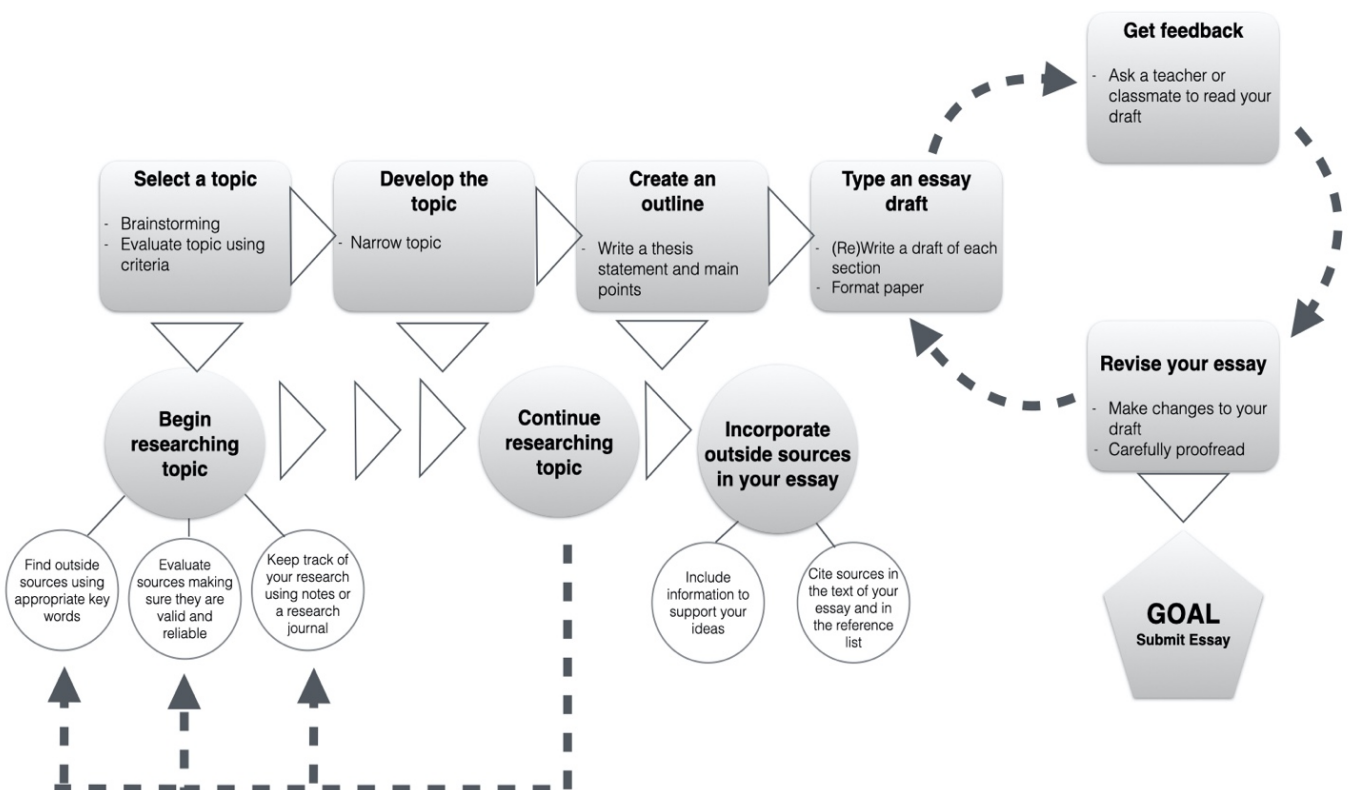 Get feedback
- Ask a teacher or
classmate to read your
draft
Select a topic
- Brainstorming
- Evaluate topic using
criteria
Develop the
topic
- Narrow topic
Create an
outline
- Write a thesis
statement and main
points
Type an essay
draft
- (Re)Write a draft of each
section
- Format paper
Revise your essay
- Make changes to your
draft
- Carefully proofread
Begin
researching
topic
Continue
researching
topic
Incorporate
outside sources
in your essay
Find outside
sources using
appropriate key
words
Evaluate
sources making
sure they are
valid and
reliable
Keep track of
your research
using notes or
a research
journal
Include
information to
support your
ideas
Cite sources in
the text of your
essay and in
the reference
list
GOAL
Submit Essay